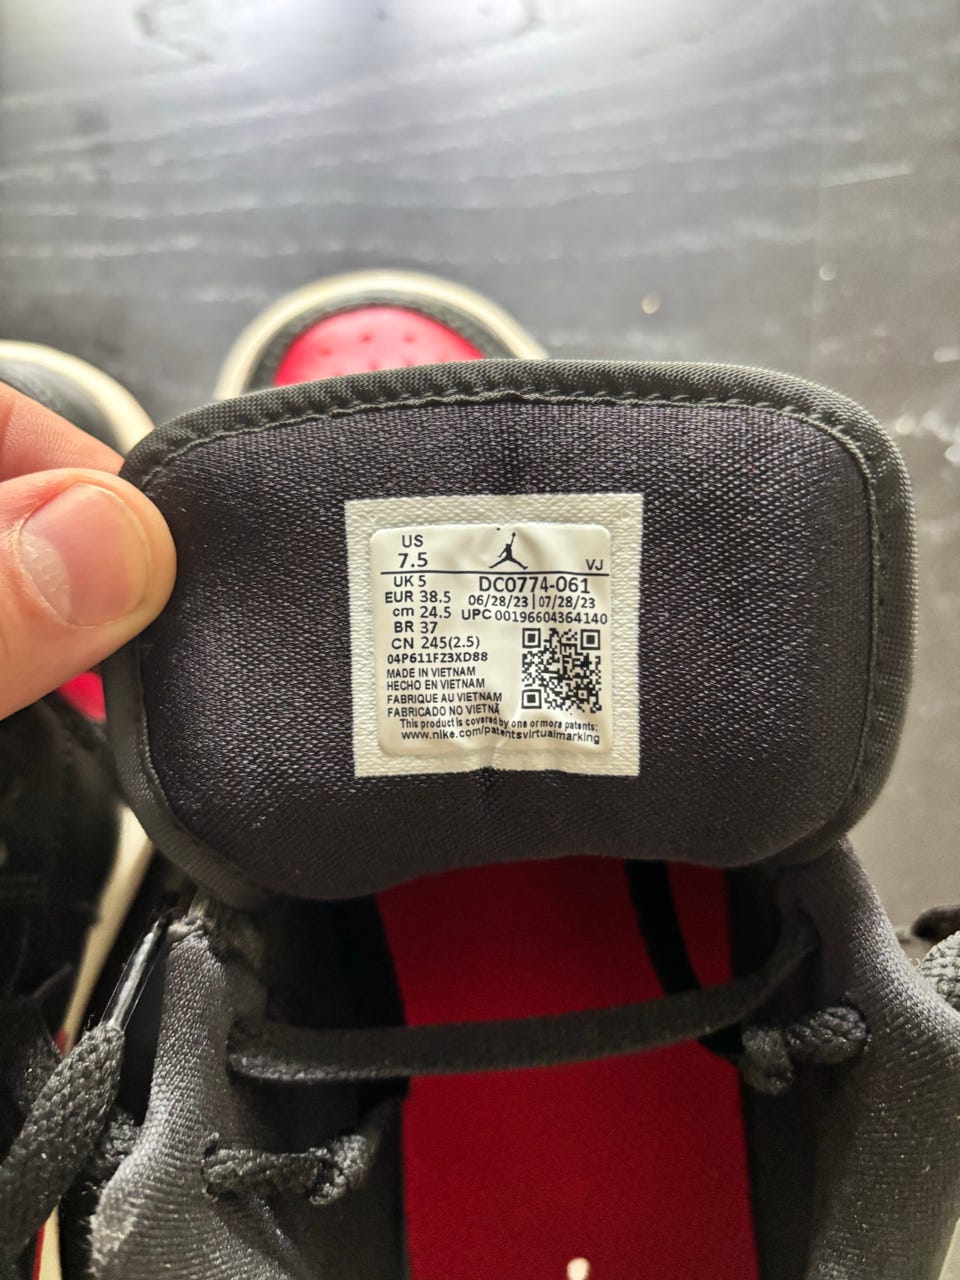 US
7.5
VJ
UK 5
DC0774-061
EUR 38.5
06/28/23 | 07/28/23
cm 24.5
UPC 00196604364140
BR 37
CN 245(2.5)
04P611FZ3XD88
MADE IN VIETNAM
HECHO EN VIETNAM
FABRIQUE AU VIETNAM
FABRICADO NO VIETNÃ
This product is covered by one or more patents:
www.nike.com/patentsvirtualmarking